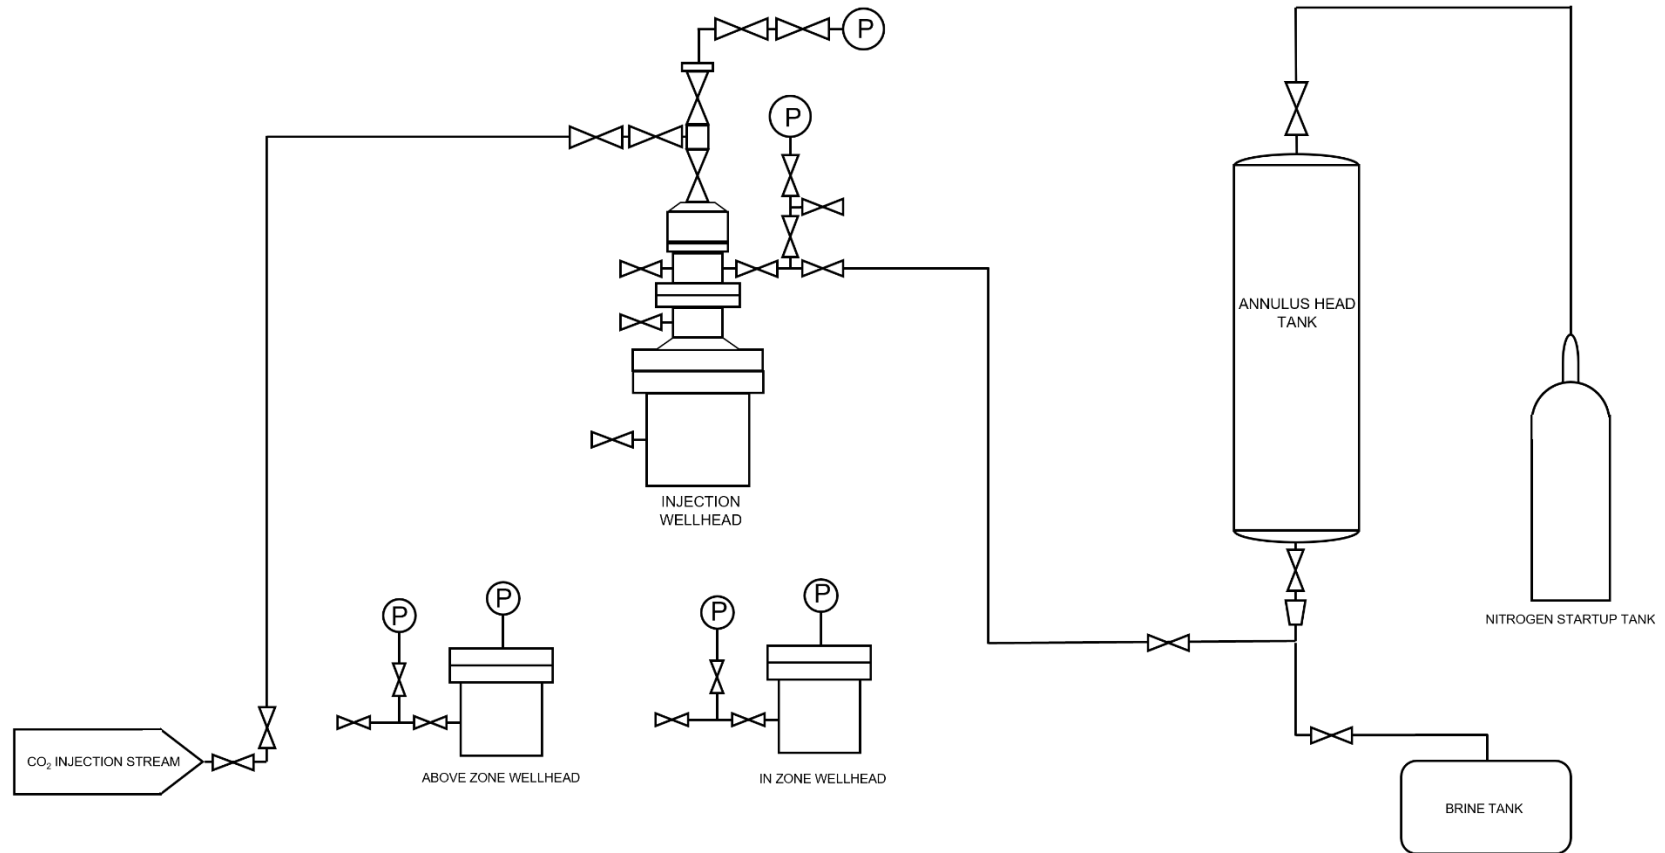 P
P
ANNULUS HEAD
TANK
INJECTION
WELLHEAD
P
P
P
P
NITROGEN STARTUP TANK
CO₂ INJECTION STREAM
ABOVE ZONE WELLHEAD
IN ZONE WELLHEAD
BRINE TANK